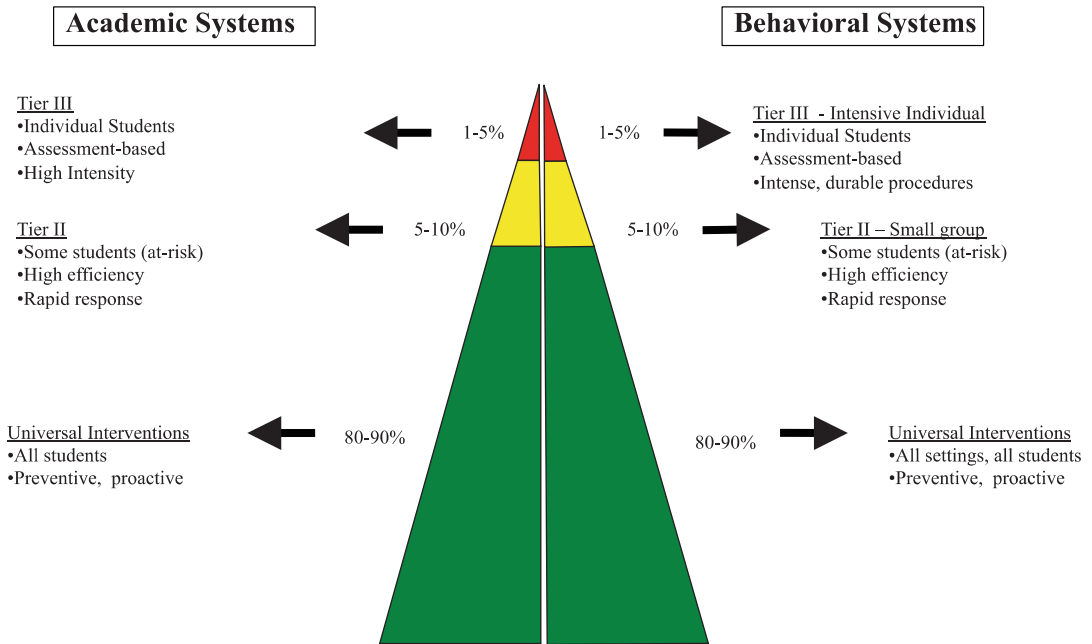 Academic Systems
Behavioral Systems
Tier III
•Individual Students
•Assessment-based
•High Intensity
1-5%
1-5%
Tier III  - Intensive Individual
•Individual Students
•Assessment-based
•Intense, durable procedures
Tier II
•Some students (at-risk)
•High efficiency
•Rapid response
5-10%
5-10%
Tier II – Small group
•Some students (at-risk)
•High efficiency
•Rapid response
Universal Interventions
•All students
•Preventive,  proactive
80-90%
80-90%
Universal Interventions
•All settings, all students
•Preventive, proactive